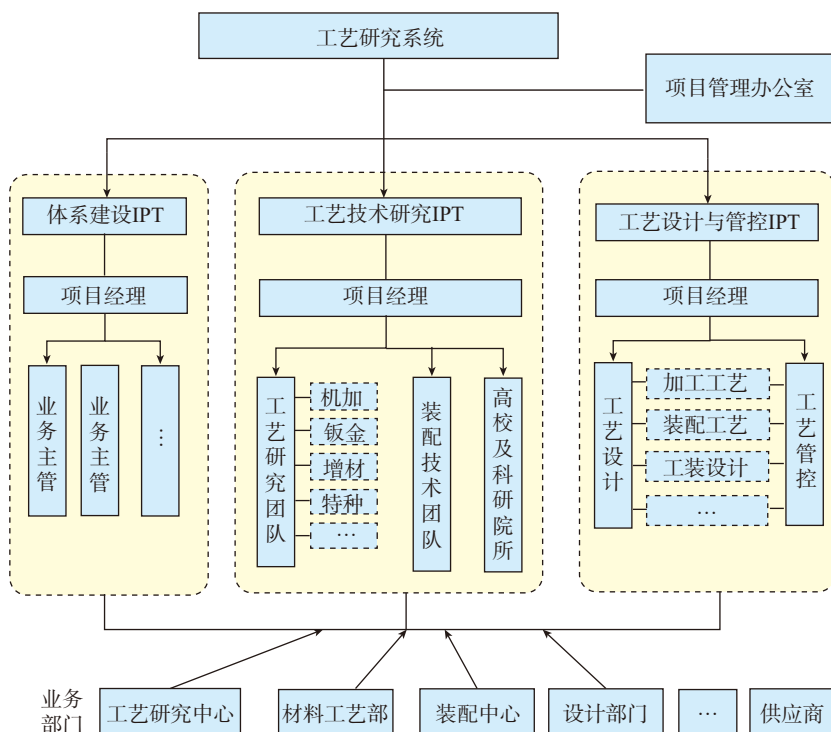 工艺研究系统
项目管理办公室
体系建设IPT
工艺技术研究IPT
工艺设计与管控IPT
项目经理
项目经理
项目经理
业务主管
业务主管
…
工艺研究团队
机加
钣金
增材
特种
…
装配技术团队
高校及科研院所
工艺设计
加工工艺
装配工艺
工装设计
…
工艺管控
业务
部门
工艺研究中心
材料工艺部
装配中心
设计部门
…
供应商